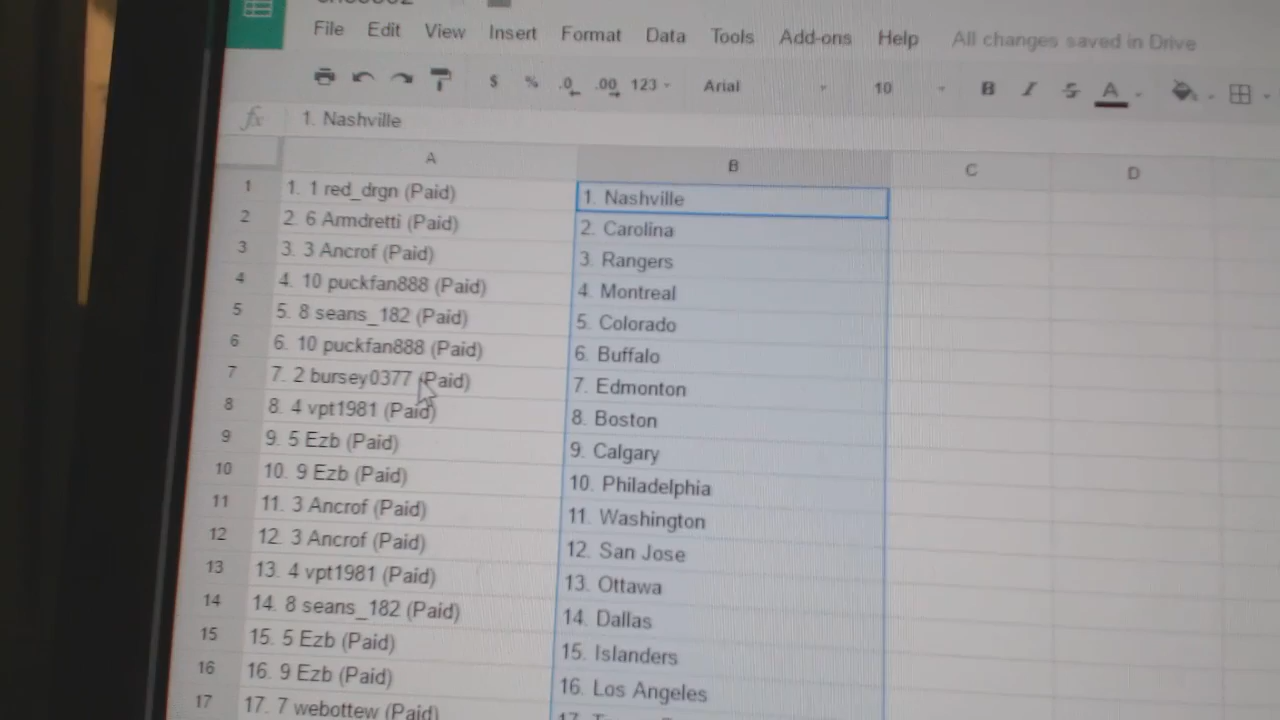 File Edit View Insert Format Data Tools Add-ons Help All changes saved in Drive
$ % .0 .00 123 Arial 10 B I S A
fx 1. Nashville
A B C D
1 1. 1 red_drgn (Paid) 1. Nashville
2 2. 6 Armdretti (Paid) 2. Carolina
3 3. 3 Ancrof (Paid) 3. Rangers
4 4. 10 puckfan888 (Paid) 4. Montreal
5 5. 8 seans_182 (Paid) 5. Colorado
6 6. 10 puckfan888 (Paid) 6. Buffalo
7 7. 2 bursey0377 (Paid) 7. Edmonton
8 8. 4 vpt1981 (Paid) 8. Boston
9 9. 5 Ezb (Paid) 9. Calgary
10 10. 9 Ezb (Paid) 10. Philadelphia
11 11. 3 Ancrof (Paid) 11. Washington
12 12. 3 Ancrof (Paid) 12. San Jose
13 13. 4 vpt1981 (Paid) 13. Ottawa
14 14. 8 seans_182 (Paid) 14. Dallas
15 15. 5 Ezb (Paid) 15. Islanders
16 16. 9 Ezb (Paid) 16. Los Angeles
17 17. 7 webottew (Paid) 17.